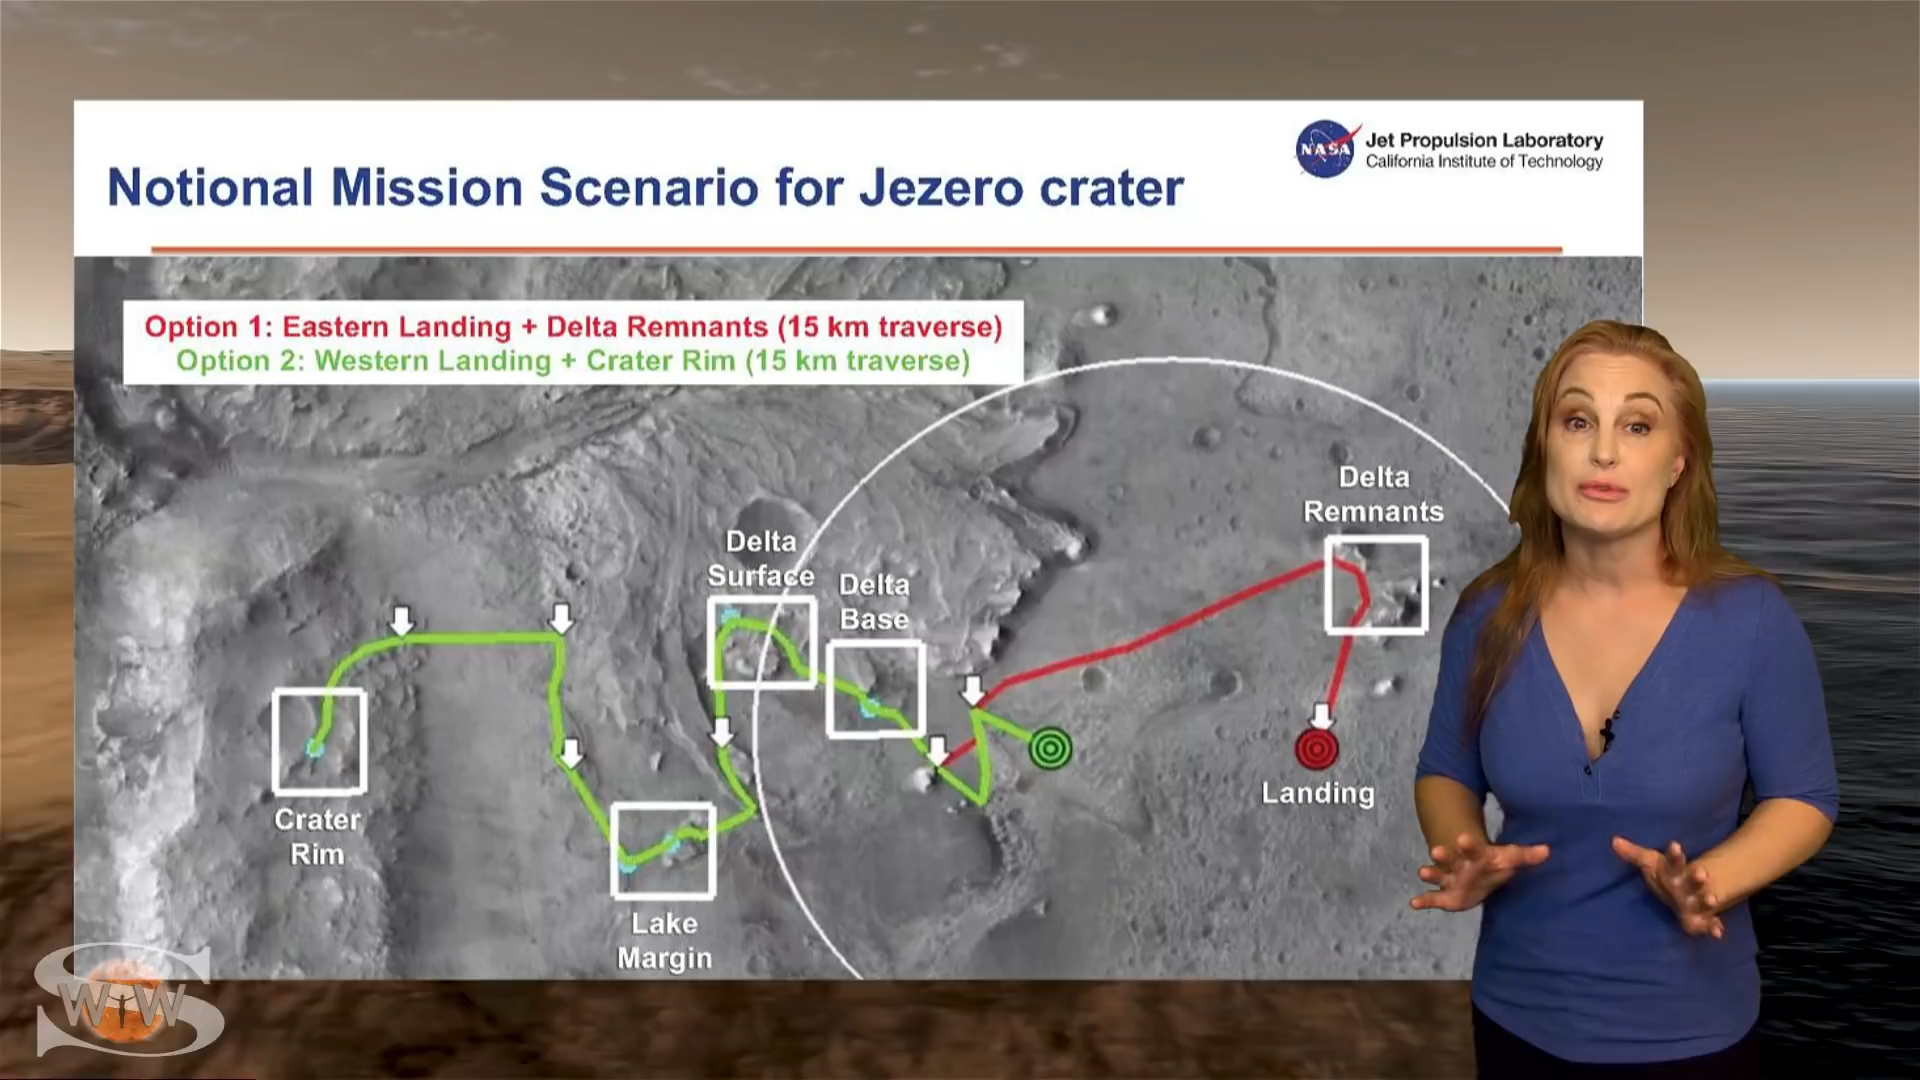 NASA
Jet Propulsion Laboratory
California Institute of Technology
Notional Mission Scenario for Jezero crater
Option 1: Eastern Landing + Delta Remnants (15 km traverse)
Option 2: Western Landing + Crater Rim (15 km traverse)
Delta
Remnants
Delta
Surface
Delta
Base
Landing
Crater
Rim
Lake
Margin
SWxW